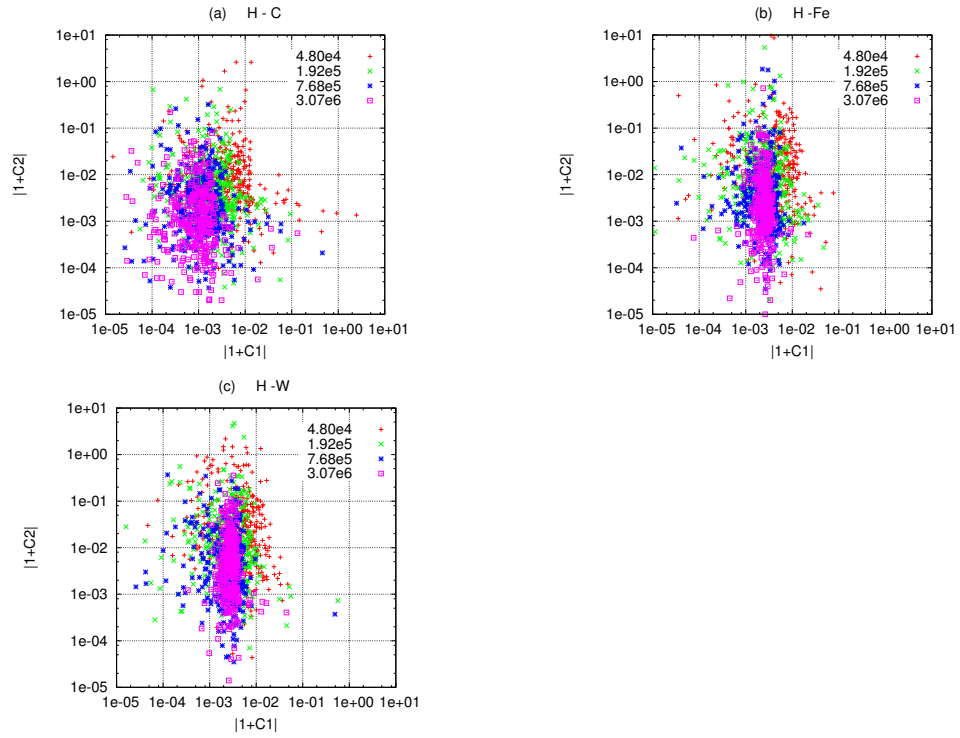 (a) H - C
1e+01
1e+00
1e-01
1e-02
1e-03
1e-04
1e-05
|1+C2|
4.80e4
1.92e5
7.68e5
3.07e6
1e-05 1e-04 1e-03 1e-02 1e-01 1e+00 1e+01
|1+C1|
(b) H -Fe
1e+01
1e+00
1e-01
1e-02
1e-03
1e-04
1e-05
|1+C2|
4.80e4
1.92e5
7.68e5
3.07e6
1e-05 1e-04 1e-03 1e-02 1e-01 1e+00 1e+01
|1+C1|
(c) H -W
1e+01
1e+00
1e-01
1e-02
1e-03
1e-04
1e-05
|1+C2|
4.80e4
1.92e5
7.68e5
3.07e6
1e-05 1e-04 1e-03 1e-02 1e-01 1e+00 1e+01
|1+C1|